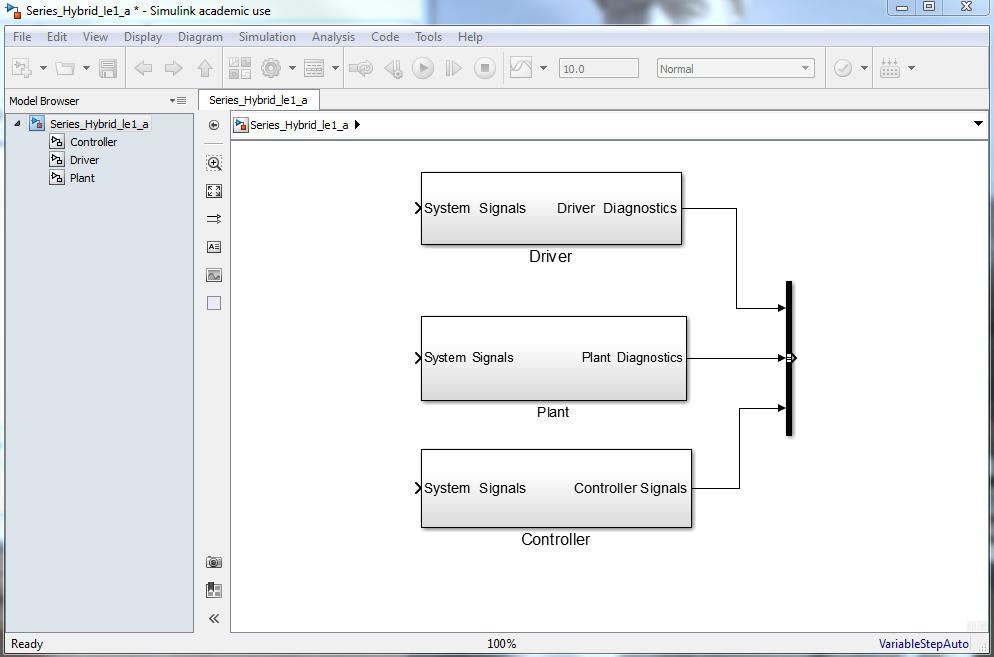 Series_Hybrid_le1_a * - Simulink academic use
File Edit View Display Diagram Simulation Analysis Code Tools Help
10.0 Normal
Model Browser
Series_Hybrid_le1_a
Series_Hybrid_le1_a
Series_Hybrid_le1_a
Controller
Driver
Plant
System Signals Driver Diagnostics
Driver
System Signals Plant Diagnostics
Plant
System Signals Controller Signals
Controller
Ready 100% VariableStepAuto